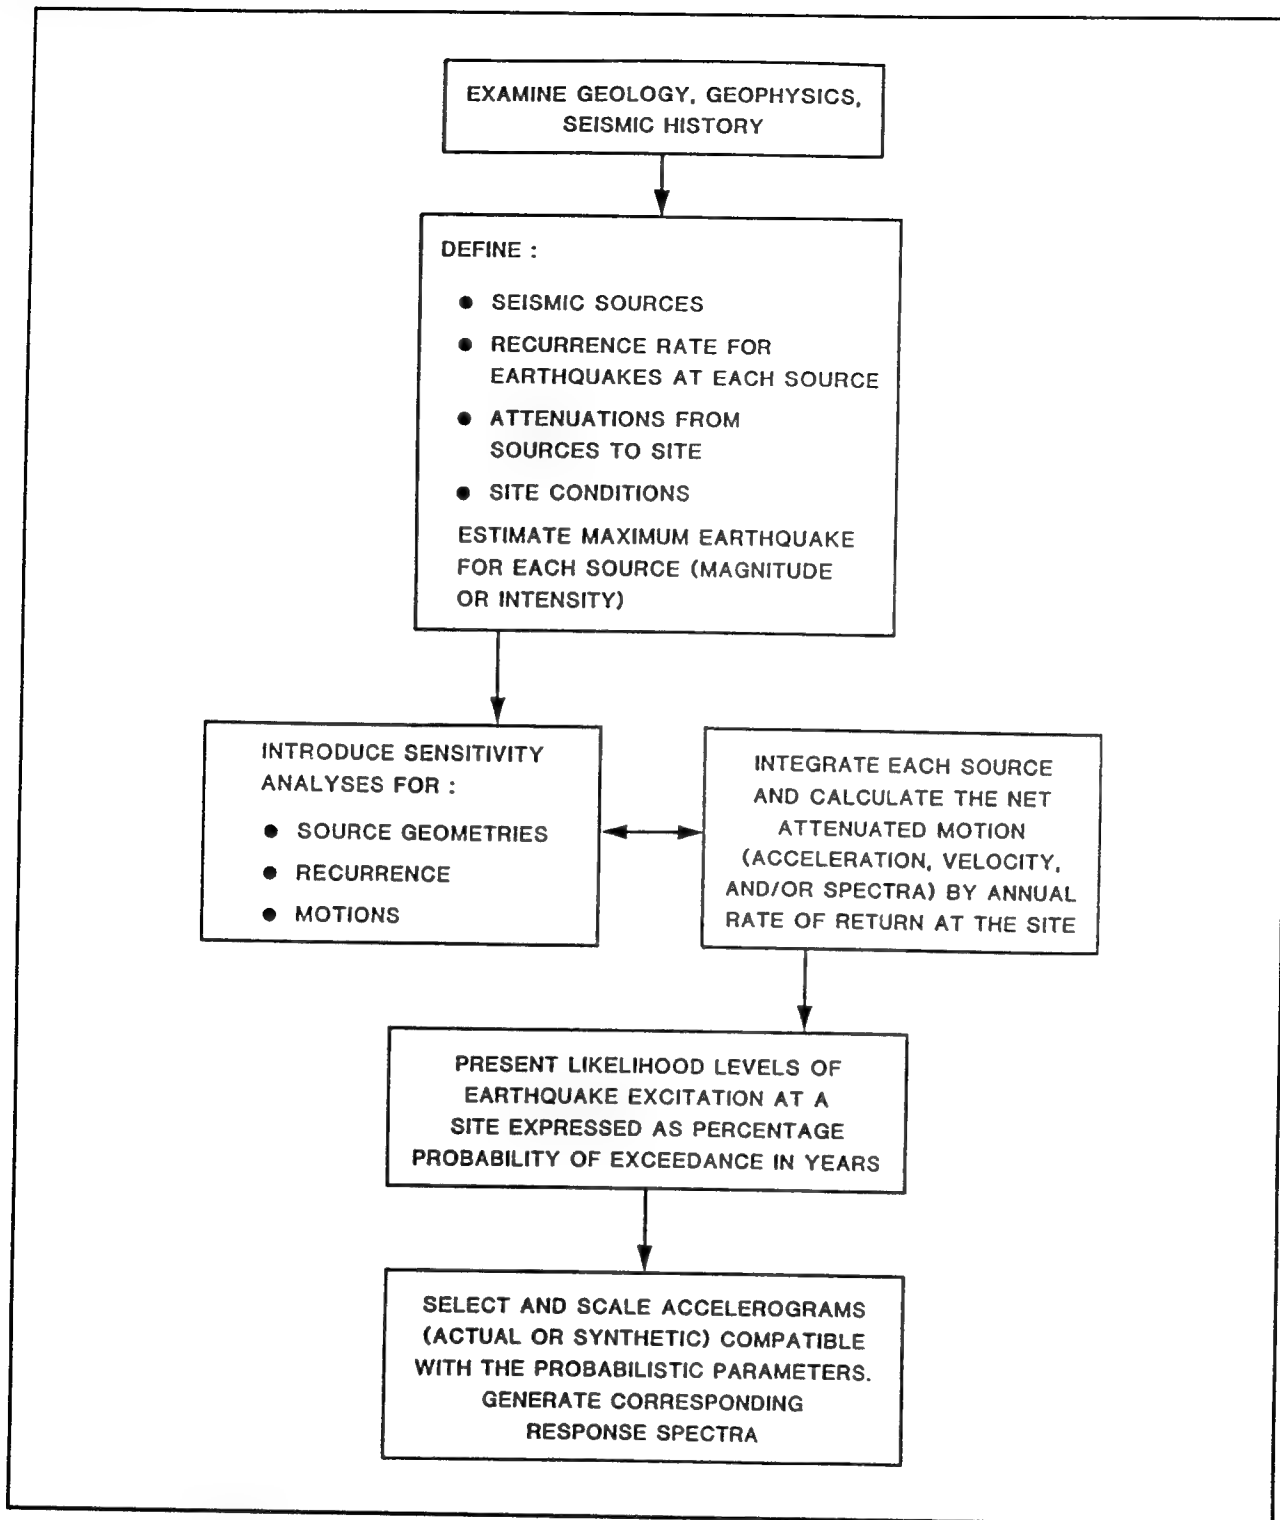 EXAMINE GEOLOGY, GEOPHYSICS,
SEISMIC HISTORY
DEFINE :
● SEISMIC SOURCES
● RECURRENCE RATE FOR
EARTHQUAKES AT EACH SOURCE
● ATTENUATIONS FROM
SOURCES TO SITE
● SITE CONDITIONS
ESTIMATE MAXIMUM EARTHQUAKE
FOR EACH SOURCE (MAGNITUDE
OR INTENSITY)
INTRODUCE SENSITIVITY
ANALYSES FOR :
● SOURCE GEOMETRIES
● RECURRENCE
● MOTIONS
INTEGRATE EACH SOURCE
AND CALCULATE THE NET
ATTENUATED MOTION
(ACCELERATION, VELOCITY,
AND/OR SPECTRA) BY ANNUAL
RATE OF RETURN AT THE SITE
PRESENT LIKELIHOOD LEVELS OF
EARTHQUAKE EXCITATION AT A
SITE EXPRESSED AS PERCENTAGE
PROBABILITY OF EXCEEDANCE IN YEARS
SELECT AND SCALE ACCELEROGRAMS
(ACTUAL OR SYNTHETIC) COMPATIBLE
WITH THE PROBABILISTIC PARAMETERS.
GENERATE CORRESPONDING
RESPONSE SPECTRA